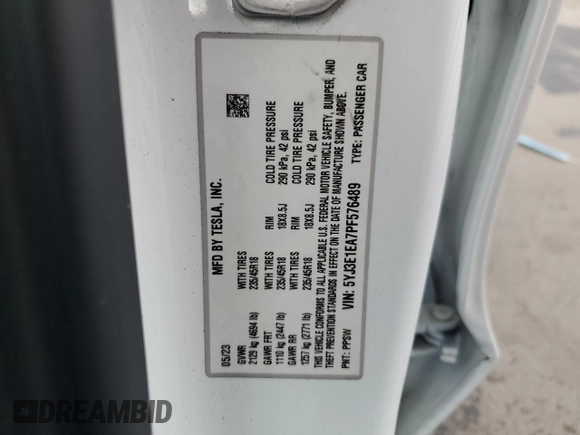 MFD BY TESLA, INC.
05/23
GVWR
2129 kg (4694 lb)
GAWR FRT WITH TIRES RIM COLD TIRE PRESSURE
1110 kg (2447 lb) 235/45R18 18X8.5J 290 kPa, 42 psi
GAWR RR WITH TIRES RIM COLD TIRE PRESSURE
1257 kg (2771 lb) 235/45R18 18X8.5J 290 kPa, 42 psi
THIS VEHICLE CONFORMS TO ALL APPLICABLE U.S. FEDERAL MOTOR VEHICLE SAFETY, BUMPER, AND
THEFT PREVENTION STANDARDS IN EFFECT ON THE DATE OF MANUFACTURE SHOWN ABOVE.
VIN: 5YJ3E1EA7PF576489 TYPE: PASSENGER CAR
PNT: PPSW
DREAMBID